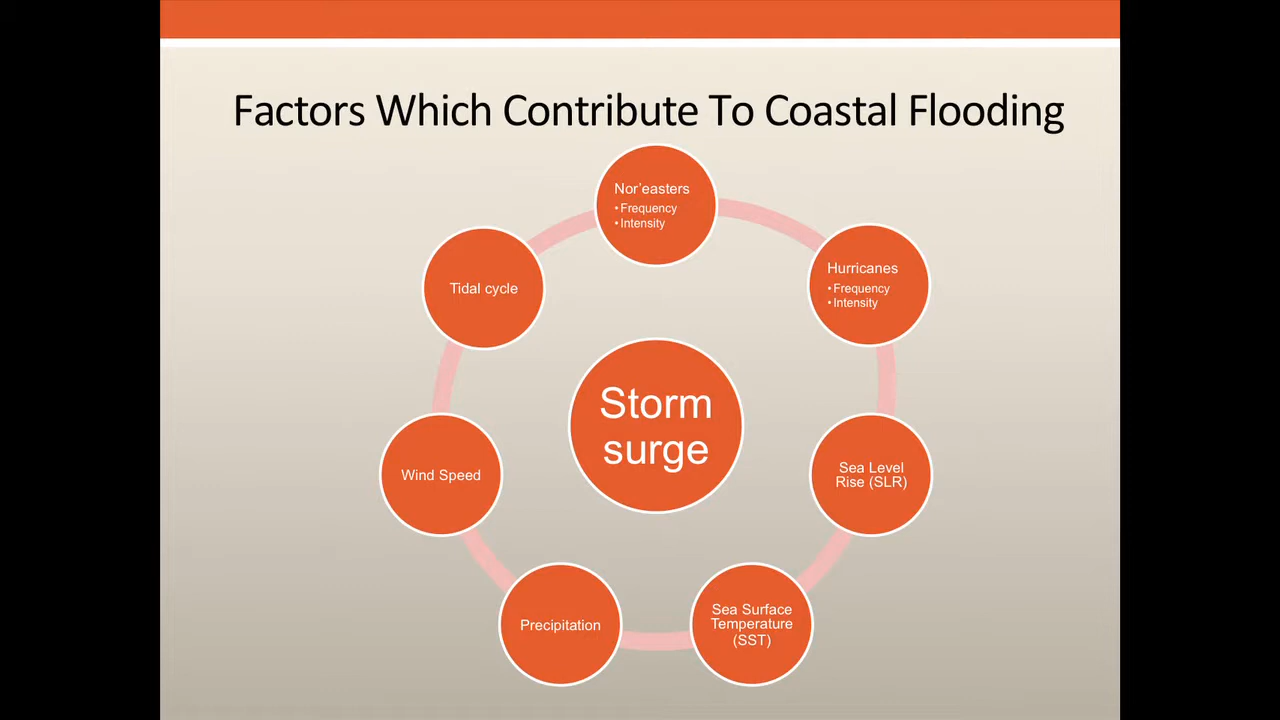 Factors Which Contribute To Coastal Flooding
Nor’easters
•Frequency
•Intensity
Hurricanes
•Frequency
•Intensity
Sea Level
Rise (SLR)
Sea Surface
Temperature
(SST)
Precipitation
Wind Speed
Tidal cycle
Storm
surge